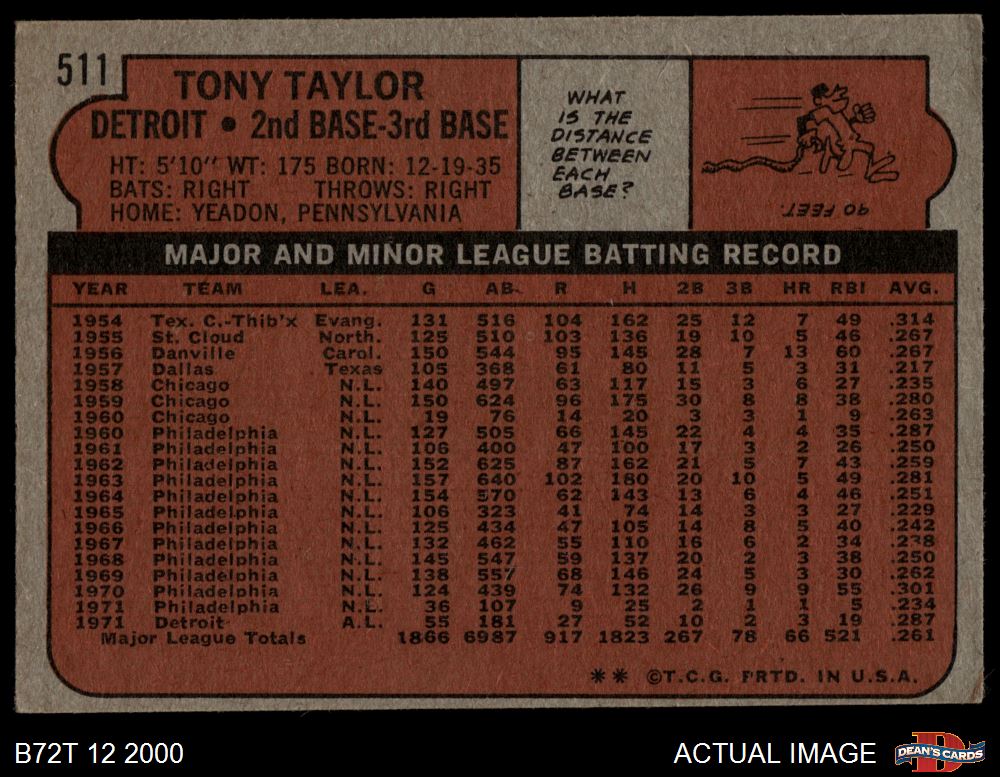 511
TONY TAYLOR
DETROIT • 2nd BASE-3rd BASE
HT: 5'10" WT: 175 BORN: 12-19-35
BATS: RIGHT THROWS: RIGHT
HOME: YEADON, PENNSYLVANIA
WHAT
IS THE
DISTANCE
BETWEEN
EACH
BASE?
90 FEET.
MAJOR AND MINOR LEAGUE BATTING RECORD
YEAR TEAM LEA. G AB R H 2B 3B HR RBI AVG.
1954 Tex. C.-Thib'x Evang. 131 516 104 162 25 12 7 49 .314
1955 St. Cloud North. 125 510 103 136 19 10 5 46 .267
1956 Danville Carol. 150 544 95 145 28 7 13 60 .267
1957 Dallas Texas 105 368 61 80 11 5 3 31 .217
1958 Chicago N.L. 140 497 63 117 15 3 6 27 .235
1959 Chicago N.L. 150 624 96 175 30 8 8 38 .280
1960 Chicago N.L. 19 76 14 20 3 3 1 9 .263
1960 Philadelphia N.L. 127 505 66 145 22 4 4 35 .287
1961 Philadelphia N.L. 106 400 47 100 17 3 2 26 .250
1962 Philadelphia N.L. 152 625 87 162 21 5 7 43 .259
1963 Philadelphia N.L. 157 640 102 180 20 10 5 49 .281
1964 Philadelphia N.L. 154 570 62 143 13 6 4 46 .251
1965 Philadelphia N.L. 106 323 41 74 14 3 3 27 .229
1966 Philadelphia N.L. 125 434 47 105 14 8 5 40 .242
1967 Philadelphia N.L. 132 462 55 110 16 6 2 34 .238
1968 Philadelphia N.L. 145 547 59 137 20 2 3 38 .250
1969 Philadelphia N.L. 138 557 68 146 24 5 3 30 .262
1970 Philadelphia N.L. 124 439 74 132 26 9 9 55 .301
1971 Philadelphia N.L. 36 107 9 25 2 1 1 5 .234
1971 Detroit A.L. 55 181 27 52 10 2 3 19 .287
Major League Totals 1866 6987 917 1823 267 78 66 521 .261
** ©T.C.G. PRTD. IN U.S.A.
B72T 12 2000
ACTUAL IMAGE
DEAN'S CARDS